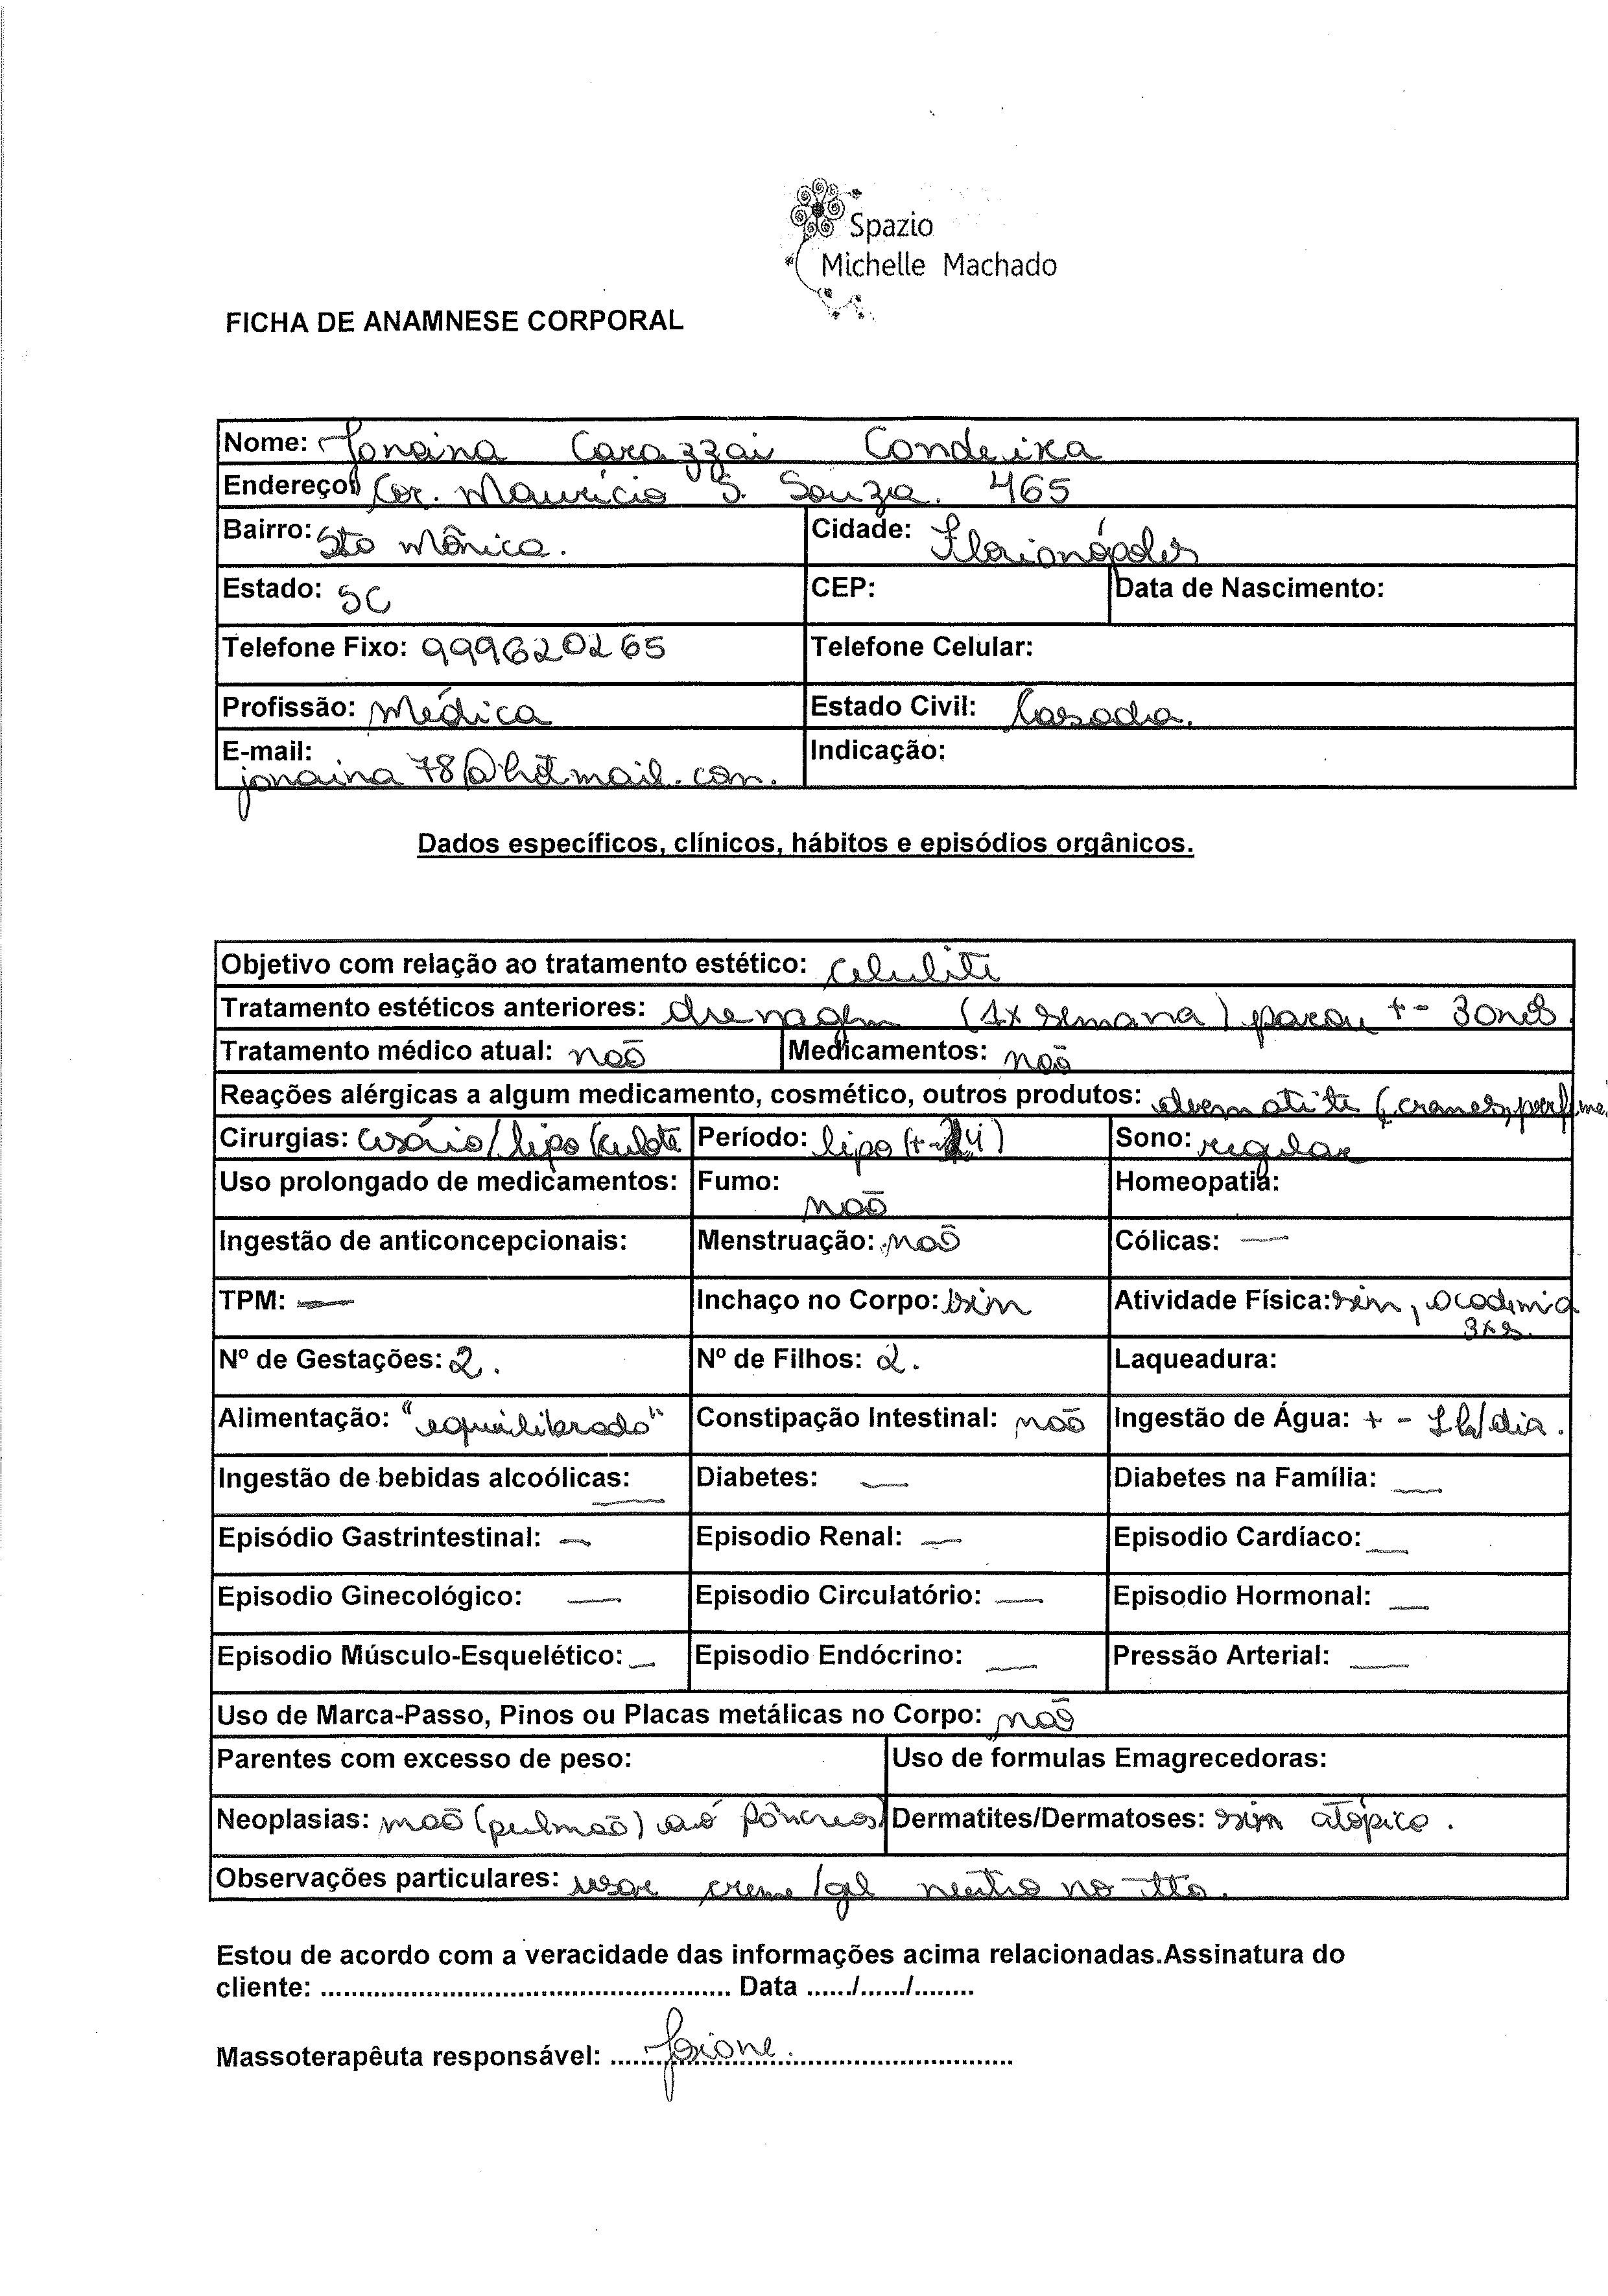 Spazio
Michelle Machado
FICHA DE ANAMNESE CORPORAL
Nome: Janaina Carazzai Condeixa
Endereço: Cor. Maurício S. Souza. 465
Bairro: Sto Mônica. Cidade: Florianópolis
Estado: SC CEP: Data de Nascimento:
Telefone Fixo: 999620265 Telefone Celular:
Profissão: Médica Estado Civil: Casada.
E-mail: janaina78@hotmail.com. Indicação:
Dados específicos, clínicos, hábitos e episódios orgânicos.
Objetivo com relação ao tratamento estético: celulite
Tratamento estéticos anteriores: drenagem (1x semana) parou + - 3 anos.
Tratamento médico atual: não Medicamentos: não
Reações alérgicas a algum medicamento, cosmético, outros produtos: dermatite (cremes, perfume,
Cirurgias: cesária/lipo/culote Período: lipo (+- ) Sono: regular
Uso prolongado de medicamentos: Fumo: não Homeopatia:
Ingestão de anticoncepcionais: Menstruação: não Cólicas: —
TPM: — Inchaço no Corpo: sim Atividade Física: sim, academia 3xs.
Nº de Gestações: 2. Nº de Filhos: 2. Laqueadura:
Alimentação: "equilibrada" Constipação Intestinal: não Ingestão de Água: + - 1L/dia.
Ingestão de bebidas alcoólicas: — Diabetes: — Diabetes na Família: —
Episódio Gastrintestinal: — Episodio Renal: — Episodio Cardíaco: —
Episodio Ginecológico: — Episodio Circulatório: — Episodio Hormonal: —
Episodio Músculo-Esquelético: — Episodio Endócrino: — Pressão Arterial: —
Uso de Marca-Passo, Pinos ou Placas metálicas no Corpo: não
Parentes com excesso de peso: Uso de formulas Emagrecedoras:
Neoplasias: não (pulmão) avó pâncreas/ Dermatites/Dermatoses: sim atópica.
Observações particulares: usar creme/gel neutro no tto.
Estou de acordo com a veracidade das informações acima relacionadas.Assinatura do
cliente: .................................................... Data ....../....../........
Massoterapêuta responsável: ....Josiane.....